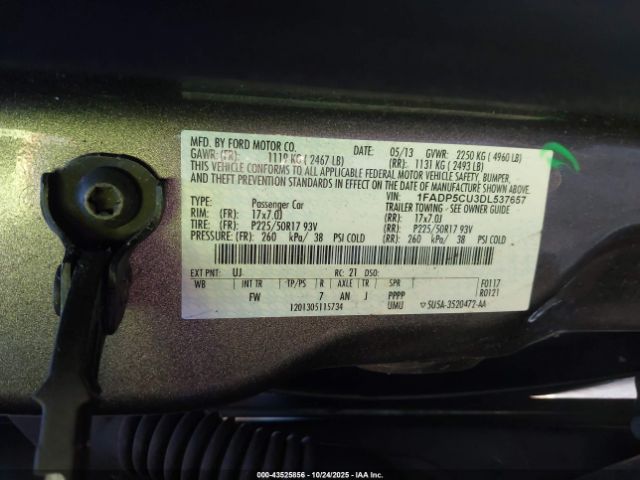 MFD. BY FORD MOTOR CO. DATE: 05/13 GVWR: 2250 KG ( 4960 LB)
GAWR: (FR): 1119 KG ( 2467 LB) (RR): 1131 KG ( 2493 LB)
THIS VEHICLE CONFORMS TO ALL APPLICABLE FEDERAL MOTOR VEHICLE SAFETY, BUMPER,
AND THEFT PREVENTION STANDARDS IN EFFECT ON THE DATE OF MANUFACTURE SHOWN ABOVE.
VIN: 1FADP5CU3DL537657
TYPE: Passenger Car TRAILER TOWING - SEE OWNER GUIDE
RIM: (FR): 17x7.0J (RR): 17x7.0J
TIRE: (FR): P225/50R17 93V (RR): P225/50R17 93V
PRESSURE: (FR): 260 kPa/ 38 PSI COLD (RR): 260 kPa/ 38 PSI COLD
EXT PNT: UJ RC: 21 DSO:
WB INT TR TP/PS R AXLE TR SPR F0117
FW 7 AN J PPPP R0121
1201305115734 UMU 5U5A-3520472-AA
00-43525856 | 10/24/2025 | IAA Inc.